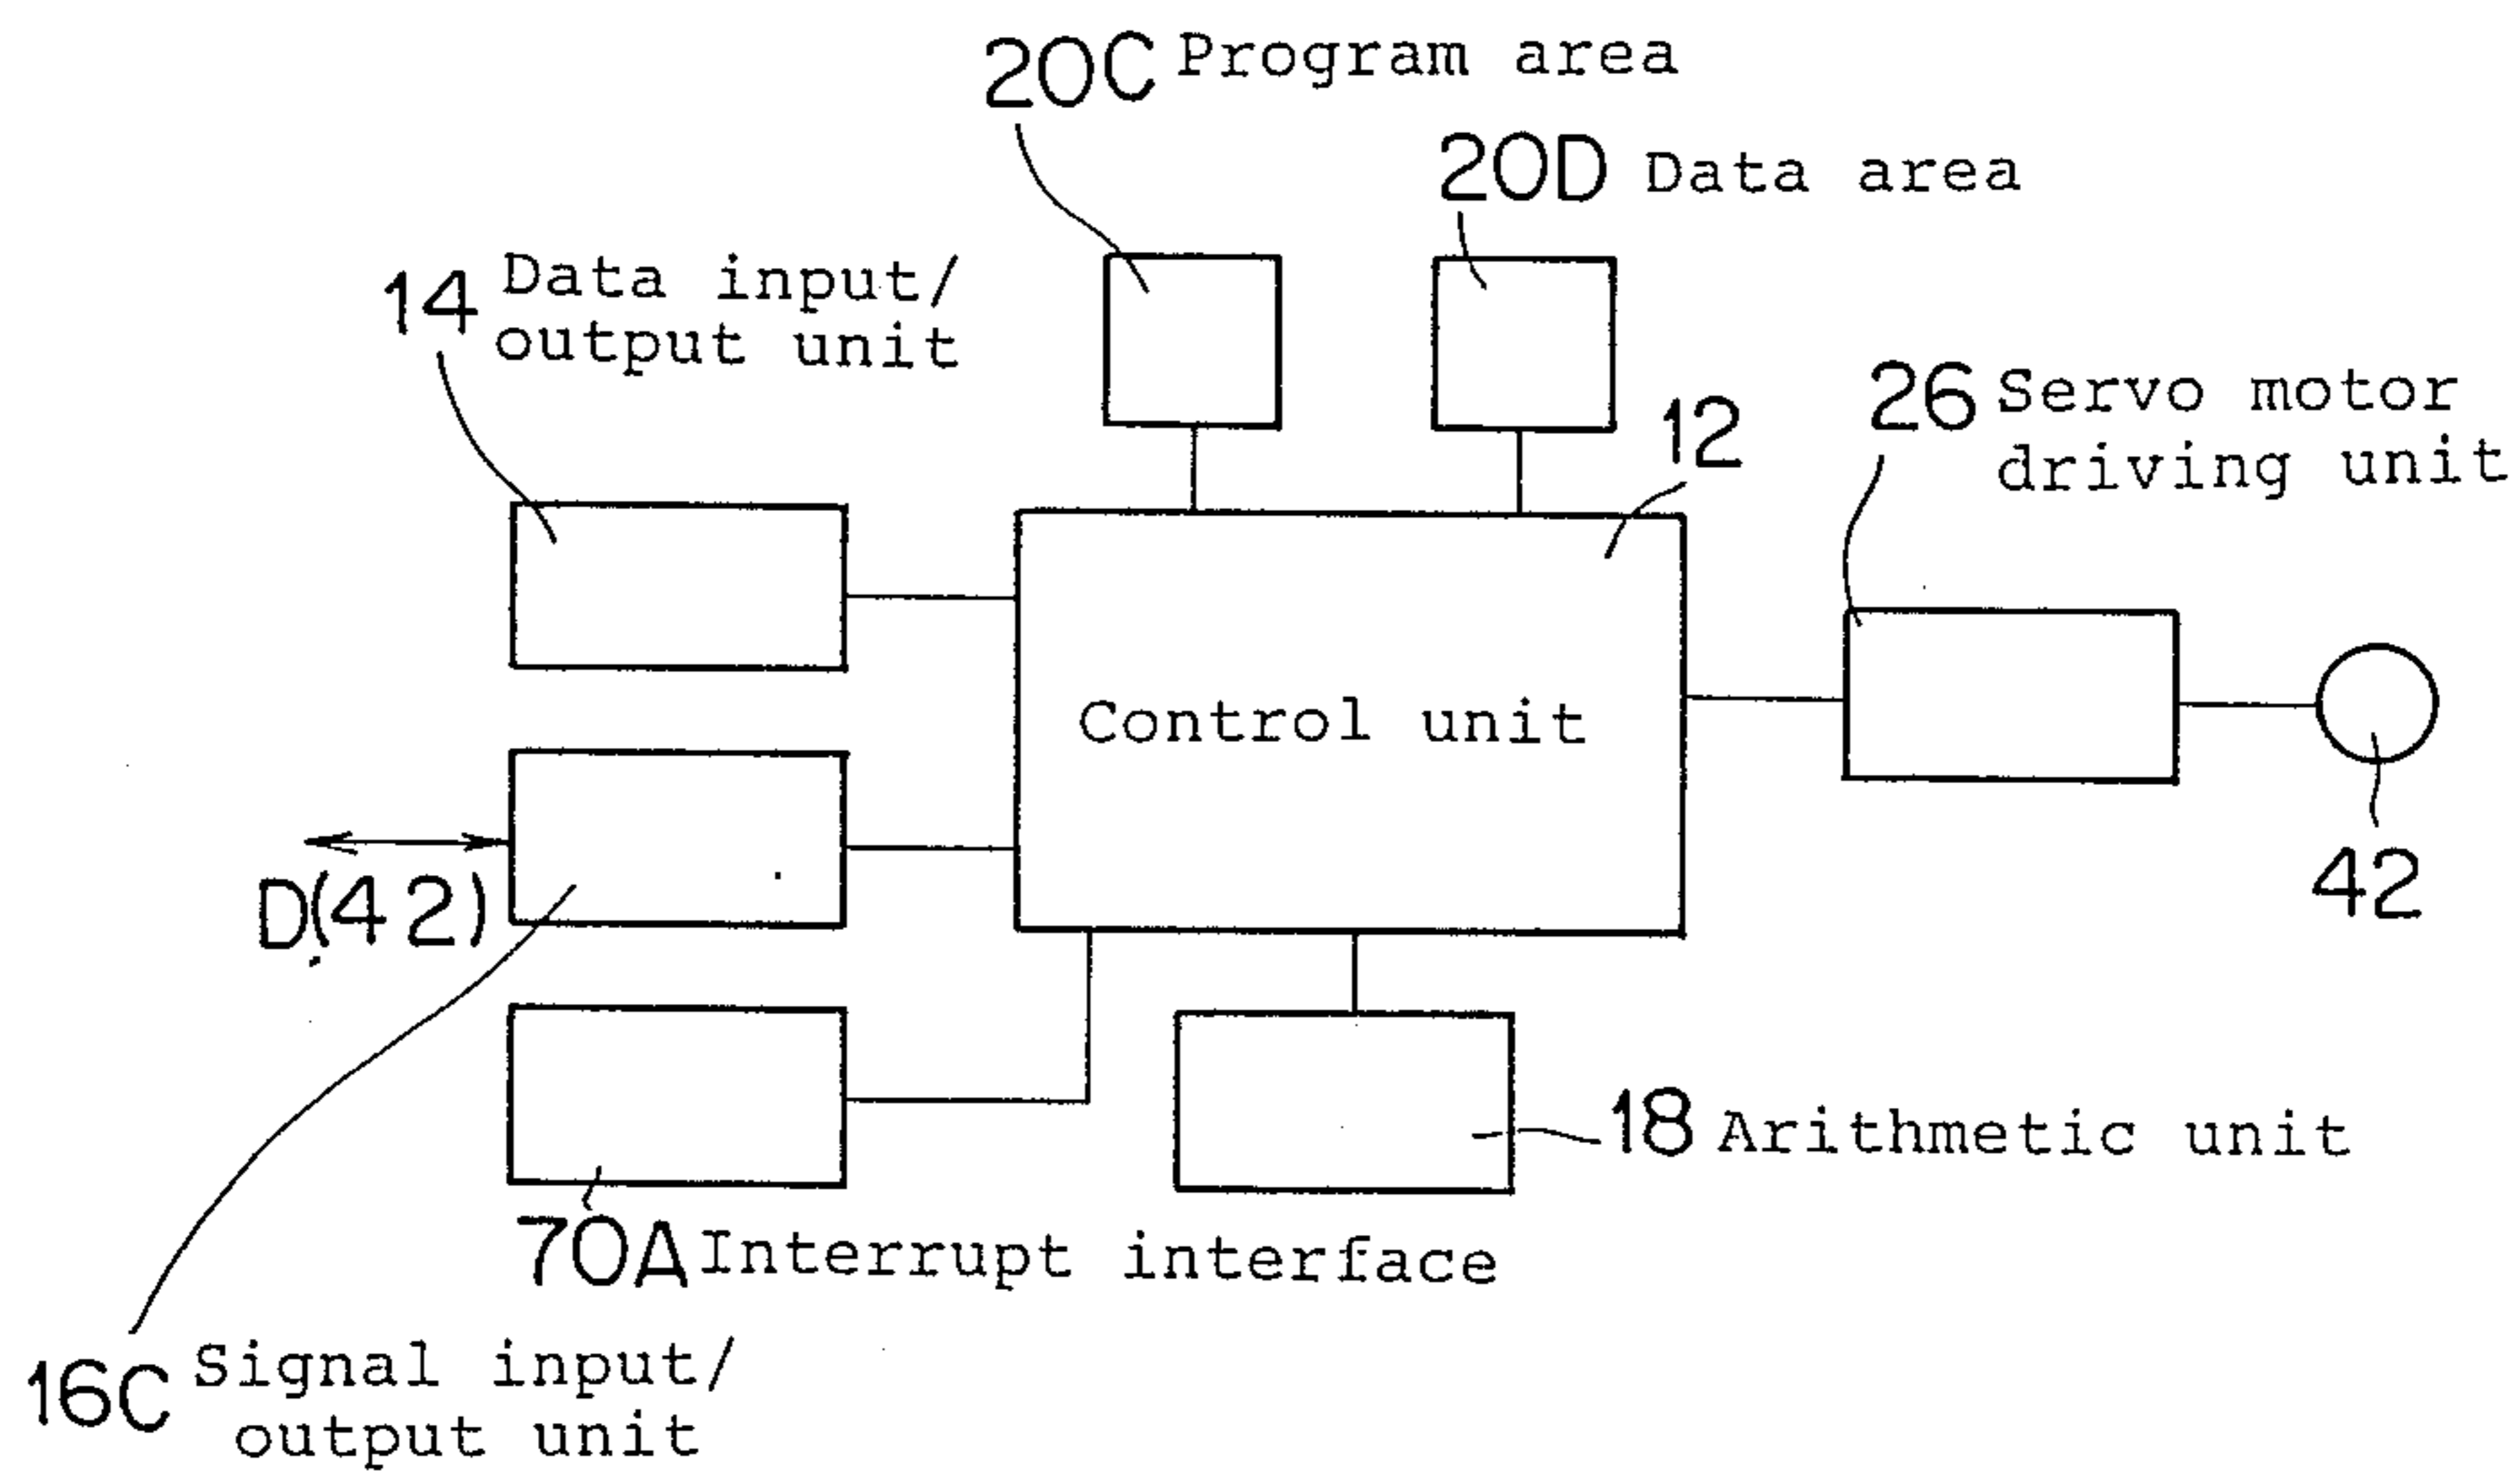 20C Program area
20D Data area
14 Data input/
output unit
12
26 Servo motor
driving unit
Control unit
D(42)
42
18 Arithmetic unit
70A Interrupt interface
16C Signal input/
output unit